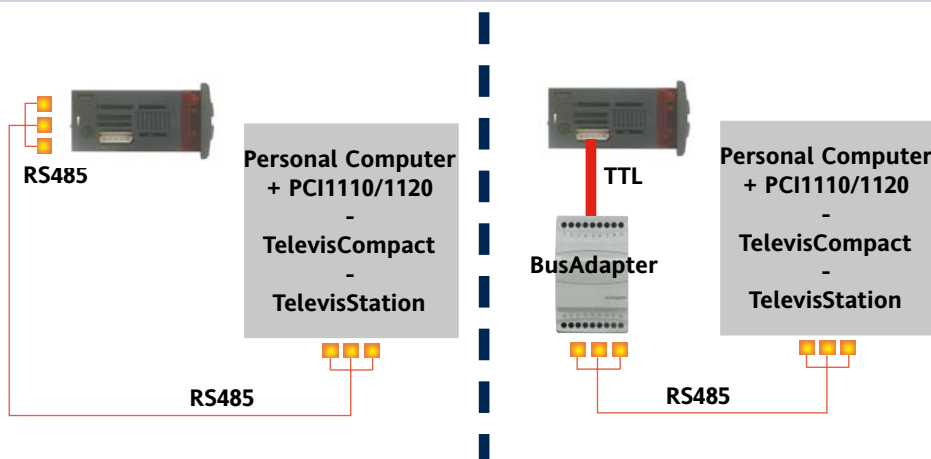 RS485
Personal Computer
+ PCI1110/1120
-
TelevisCompact
-
TelevisStation
RS485
TTL
BusAdapter
Personal Computer
+ PCI1110/1120
-
TelevisCompact
-
TelevisStation
RS485